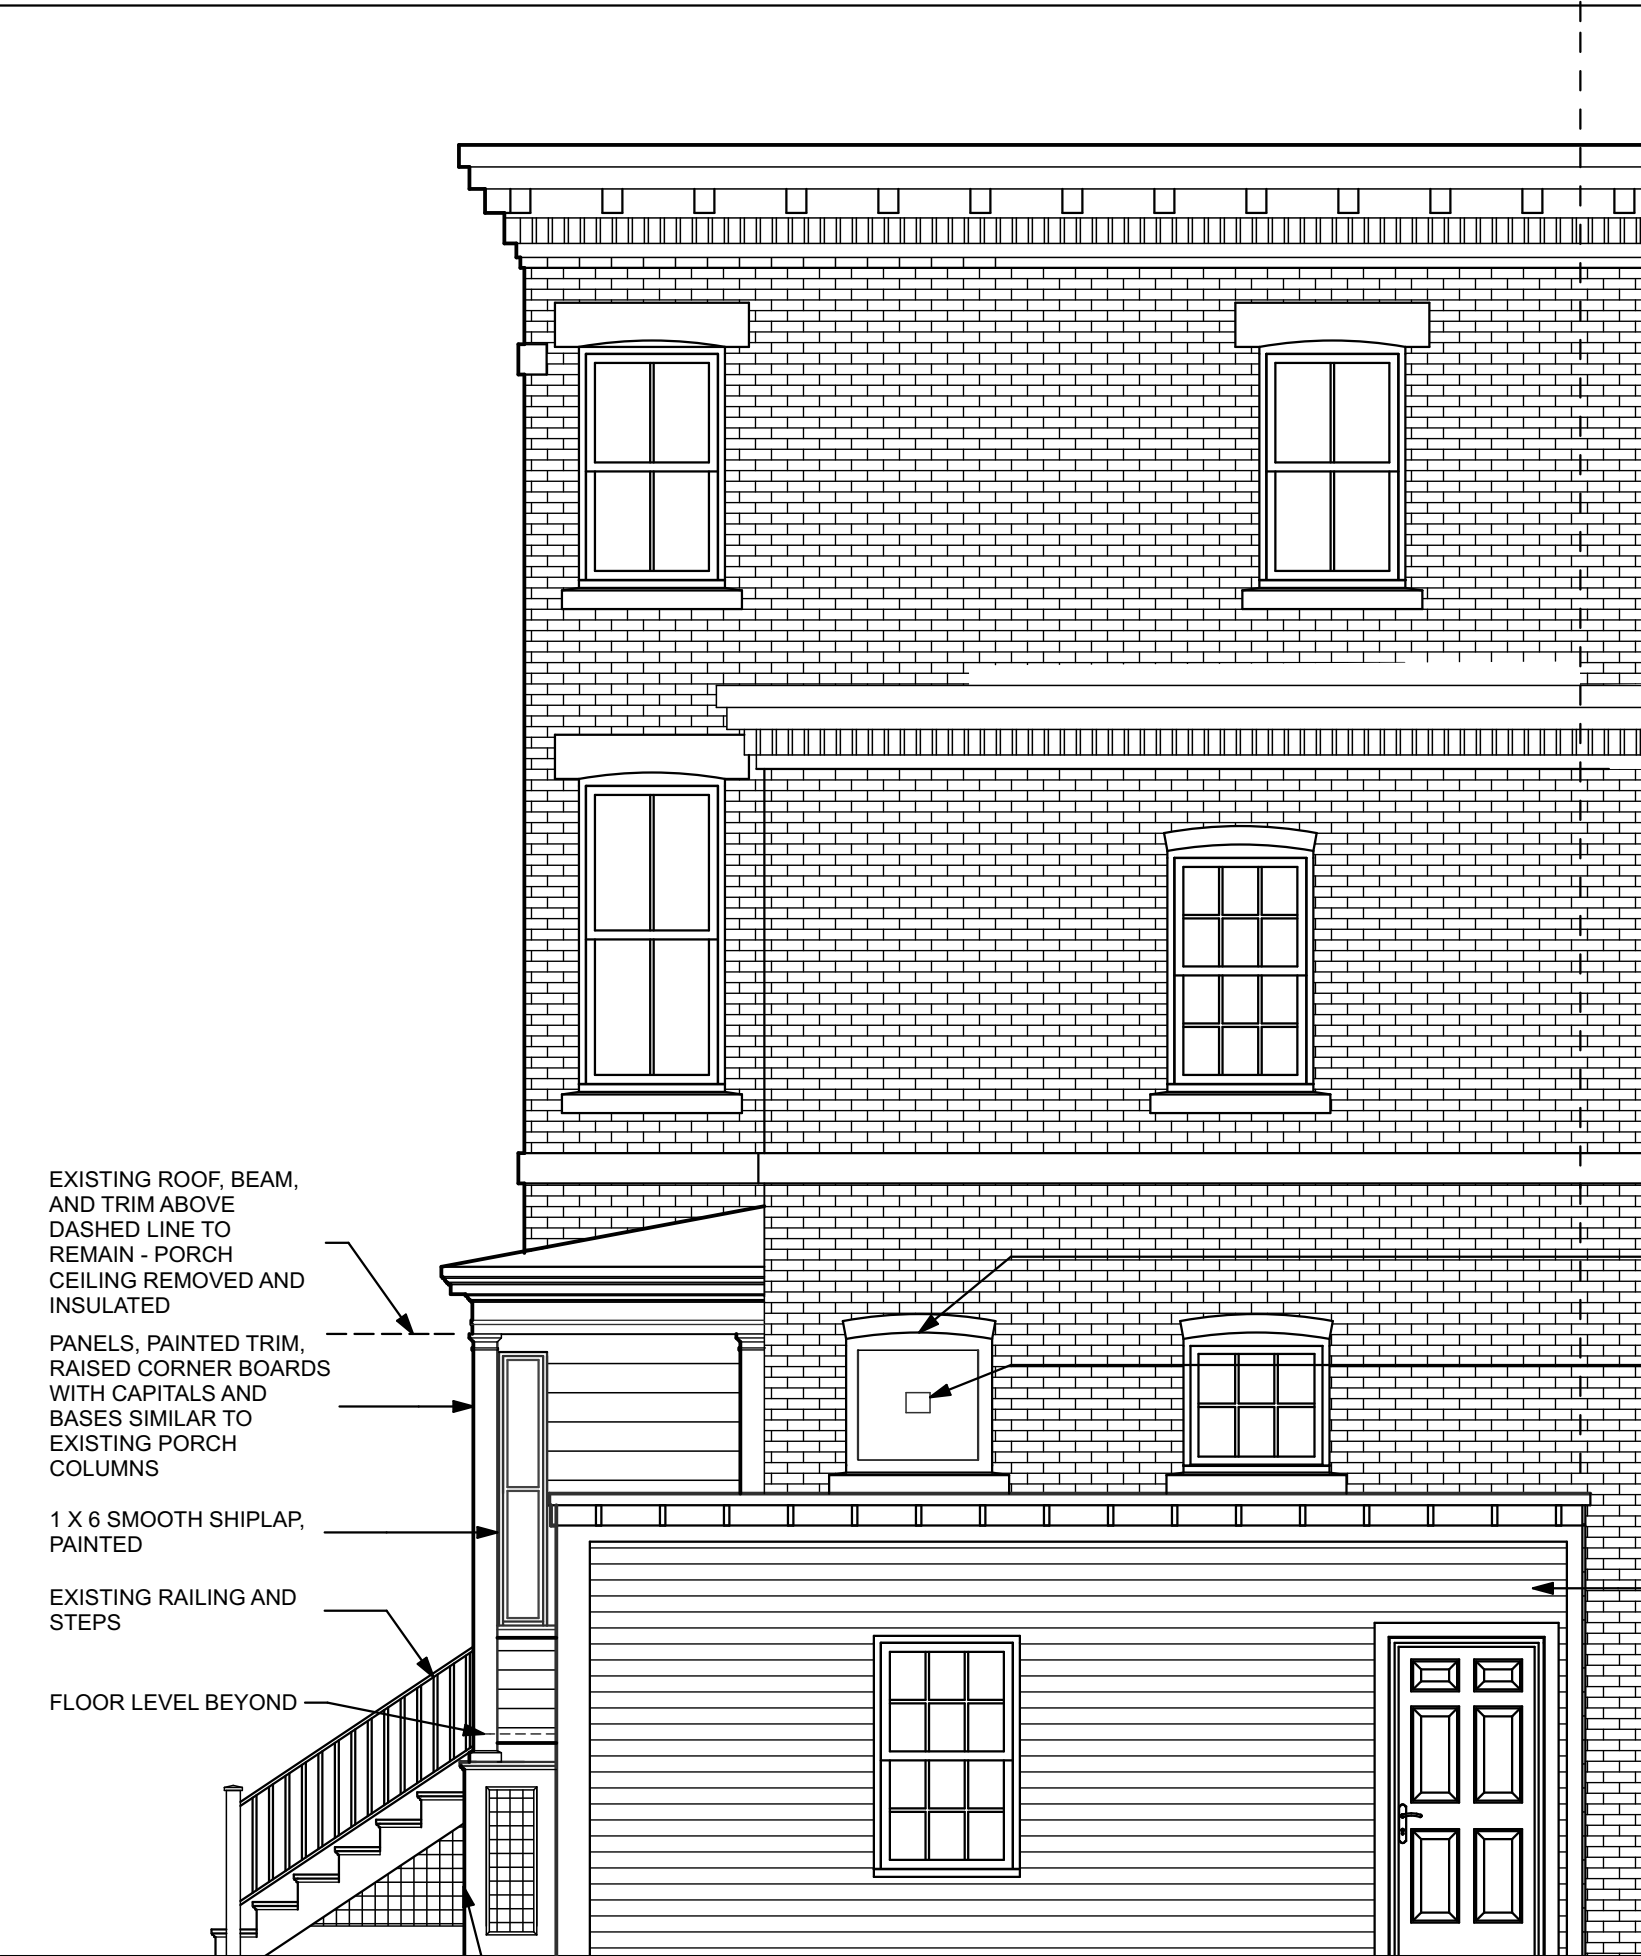 EXISTING ROOF, BEAM,
AND TRIM ABOVE
DASHED LINE TO
REMAIN - PORCH
CEILING REMOVED AND
INSULATED
PANELS, PAINTED TRIM,
RAISED CORNER BOARDS
WITH CAPITALS AND
BASES SIMILAR TO
EXISTING PORCH
COLUMNS
1 X 6 SMOOTH SHIPLAP,
PAINTED
EXISTING RAILING AND
STEPS
FLOOR LEVEL BEYOND